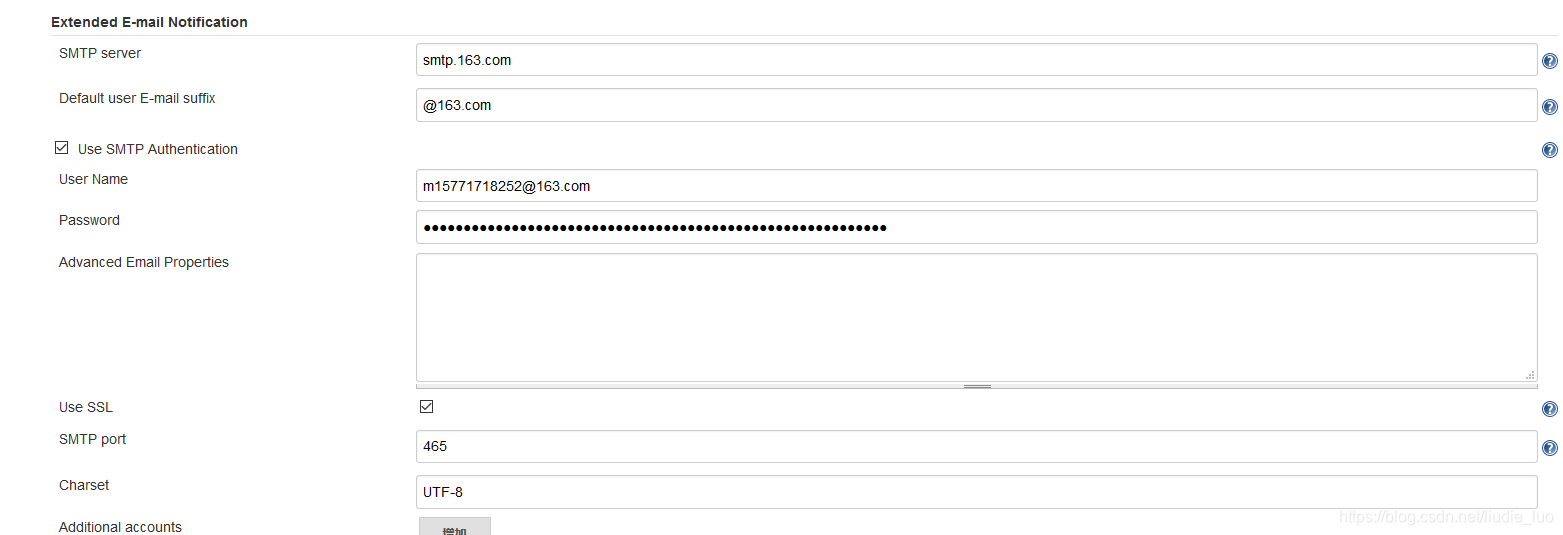 Extended E-mail Notification
SMTP server
smtp.163.com
Default user E-mail suffix
@163.com
Use SMTP Authentication
User Name
m15771718252@163.com
Password
●●●●●●●●●●●●●●●●●●●●●●●●●●●●●●●●●●●●●●●●●●●●●●●●●●●●●●●●●●
Advanced Email Properties
Use SSL
SMTP port
465
Charset
UTF-8
Additional accounts
增加
https://blog.csdn.net/liudie_luo